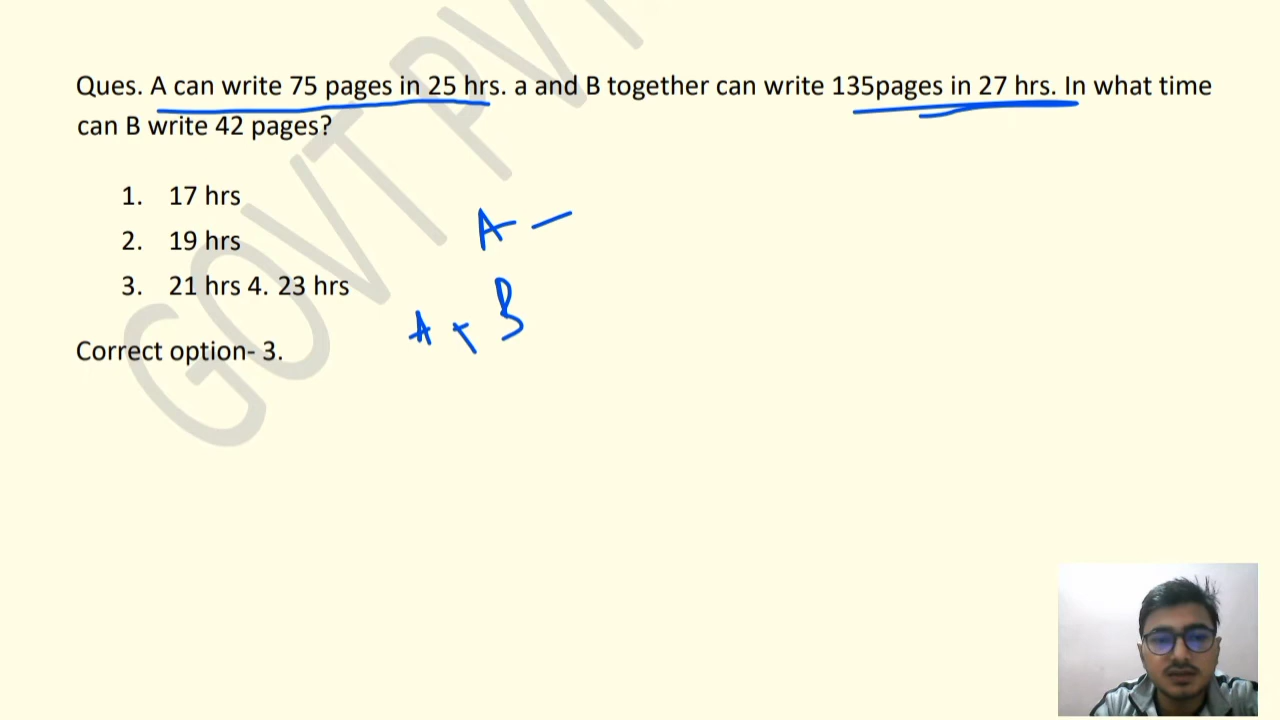 Ques. A can write 75 pages in 25 hrs. a and B together can write 135pages in 27 hrs. In what time
can B write 42 pages?
1. 17 hrs
2. 19 hrs
3. 21 hrs 4. 23 hrs
Correct option- 3.
A –
A + B
GOVT PVT